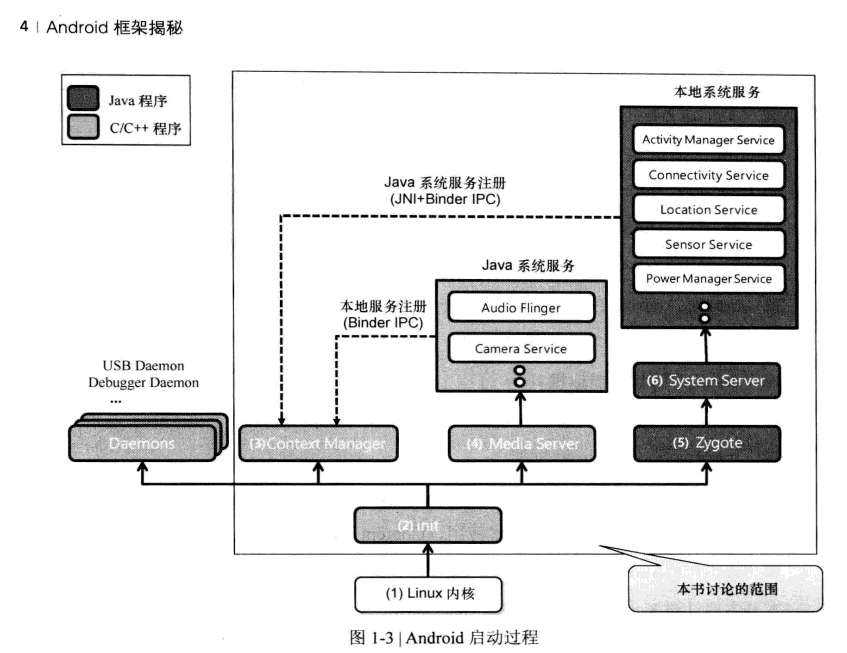 4 | Android 框架揭秘
Java 程序
C/C++ 程序
本地系统服务
Activity Manager Service
Connectivity Service
Location Service
Sensor Service
Power Manager Service
Java 系统服务注册
(JNI+Binder IPC)
Java 系统服务
Audio Flinger
Camera Service
本地服务注册
(Binder IPC)
USB Daemon
Debugger Daemon
...
(6) System Server
Daemons
(3)Context Manager
(4) Media Server
(5) Zygote
(2) init
(1) Linux 内核
本书讨论的范围
图 1-3 | Android 启动过程